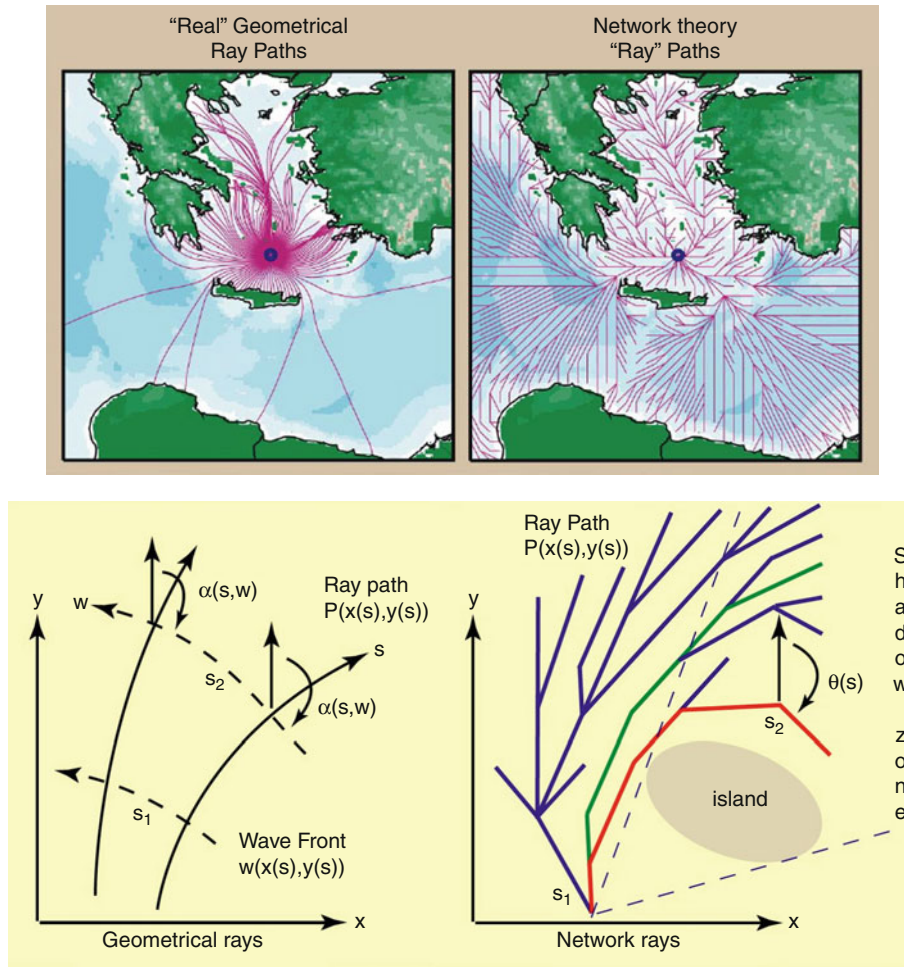 “Real” Geometrical
Ray Paths
Network theory
“Ray” Paths
y
w
α(s,w)
Ray path
P(x(s),y(s))
s
s2
α(s,w)
s1
Wave Front
w(x(s),y(s))
x
Geometrical rays
Ray Path
P(x(s),y(s))
y
θ(s)
s2
island
s1
x
Network rays
S
h
a
d
o
w
z
o
n
e